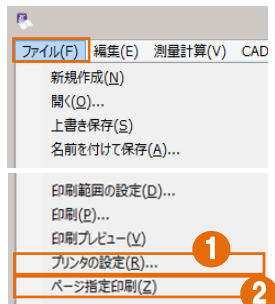 ファイル(F) 編集(E) 測量計算(V) CAD
新規作成(N)
開く(O)...
上書き保存(S)
名前を付けて保存(A)...
印刷範囲の設定(D)...
印刷(P)...
印刷プレビュー(V)
1
プリンタの設定(R)...
ページ指定印刷(Z)
2